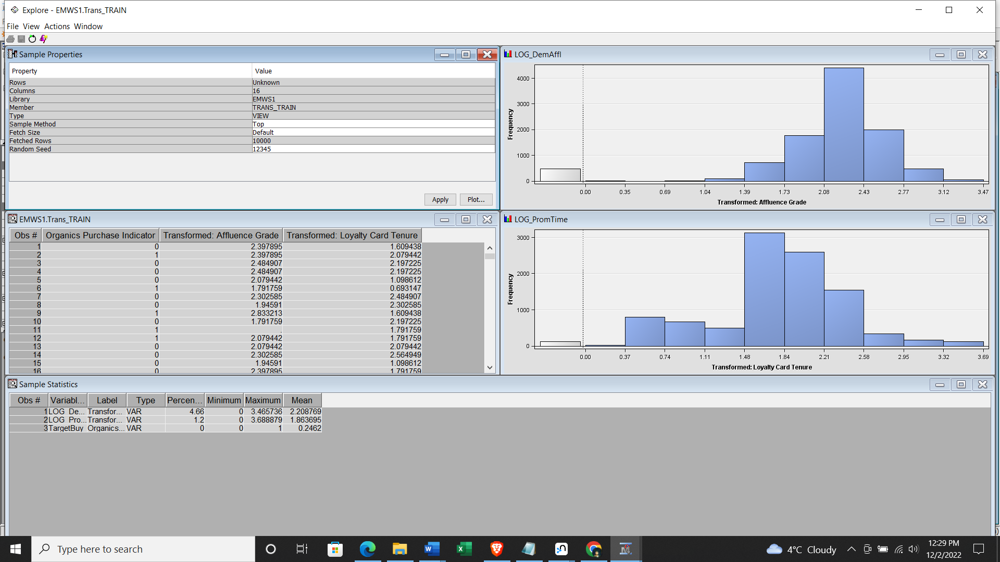 Explore - EMWS1.Trans_TRAIN
File View Actions Window
Sample Properties
Property Value
Rows Unknown
Columns 16
Library EMWS1
Member TRANS_TRAIN
Type VIEW
Sample Method Top
Fetch Size Default
Fetched Rows 10000
Random Seed 12345
Apply Plot...
LOG_DemAffl
Frequency
4000
3000
2000
1000
0
0.00 0.35 0.69 1.04 1.39 1.73 2.08 2.43 2.77 3.12 3.47
Transformed: Affluence Grade
EMWS1.Trans_TRAIN
Obs # Organics Purchase Indicator Transformed: Affluence Grade Transformed: Loyalty Card Tenure
1 0 2.397895 1.609438
2 1 2.397895 2.079442
3 0 2.484907 2.197225
4 0 2.484907 2.197225
5 0 2.079442 1.098612
6 1 1.791759 0.693147
7 0 2.302585 2.484907
8 0 1.94591 2.302585
9 1 2.833213 1.609438
10 0 1.791759 2.197225
11 1 . 1.791759
12 1 2.079442 1.791759
13 0 2.079442 2.079442
14 0 2.302585 2.564949
15 0 1.94591 1.098612
16 0 2.397895 1.791759
LOG_PromTime
Frequency
3000
2000
1000
0
0.00 0.37 0.74 1.11 1.48 1.84 2.21 2.58 2.95 3.32 3.69
Transformed: Loyalty Card Tenure
Sample Statistics
Obs # Variabl... Label Type Percen... Minimum Maximum Mean
1 LOG_De... Transfor... VAR 4.66 0 3.465736 2.208769
2 LOG_Pro... Transfor... VAR 1.2 0 3.688879 1.863695
3 TargetBuy Organics... VAR 0 0 1 0.2462
Type here to search
4°C Cloudy
12:29 PM
12/2/2022